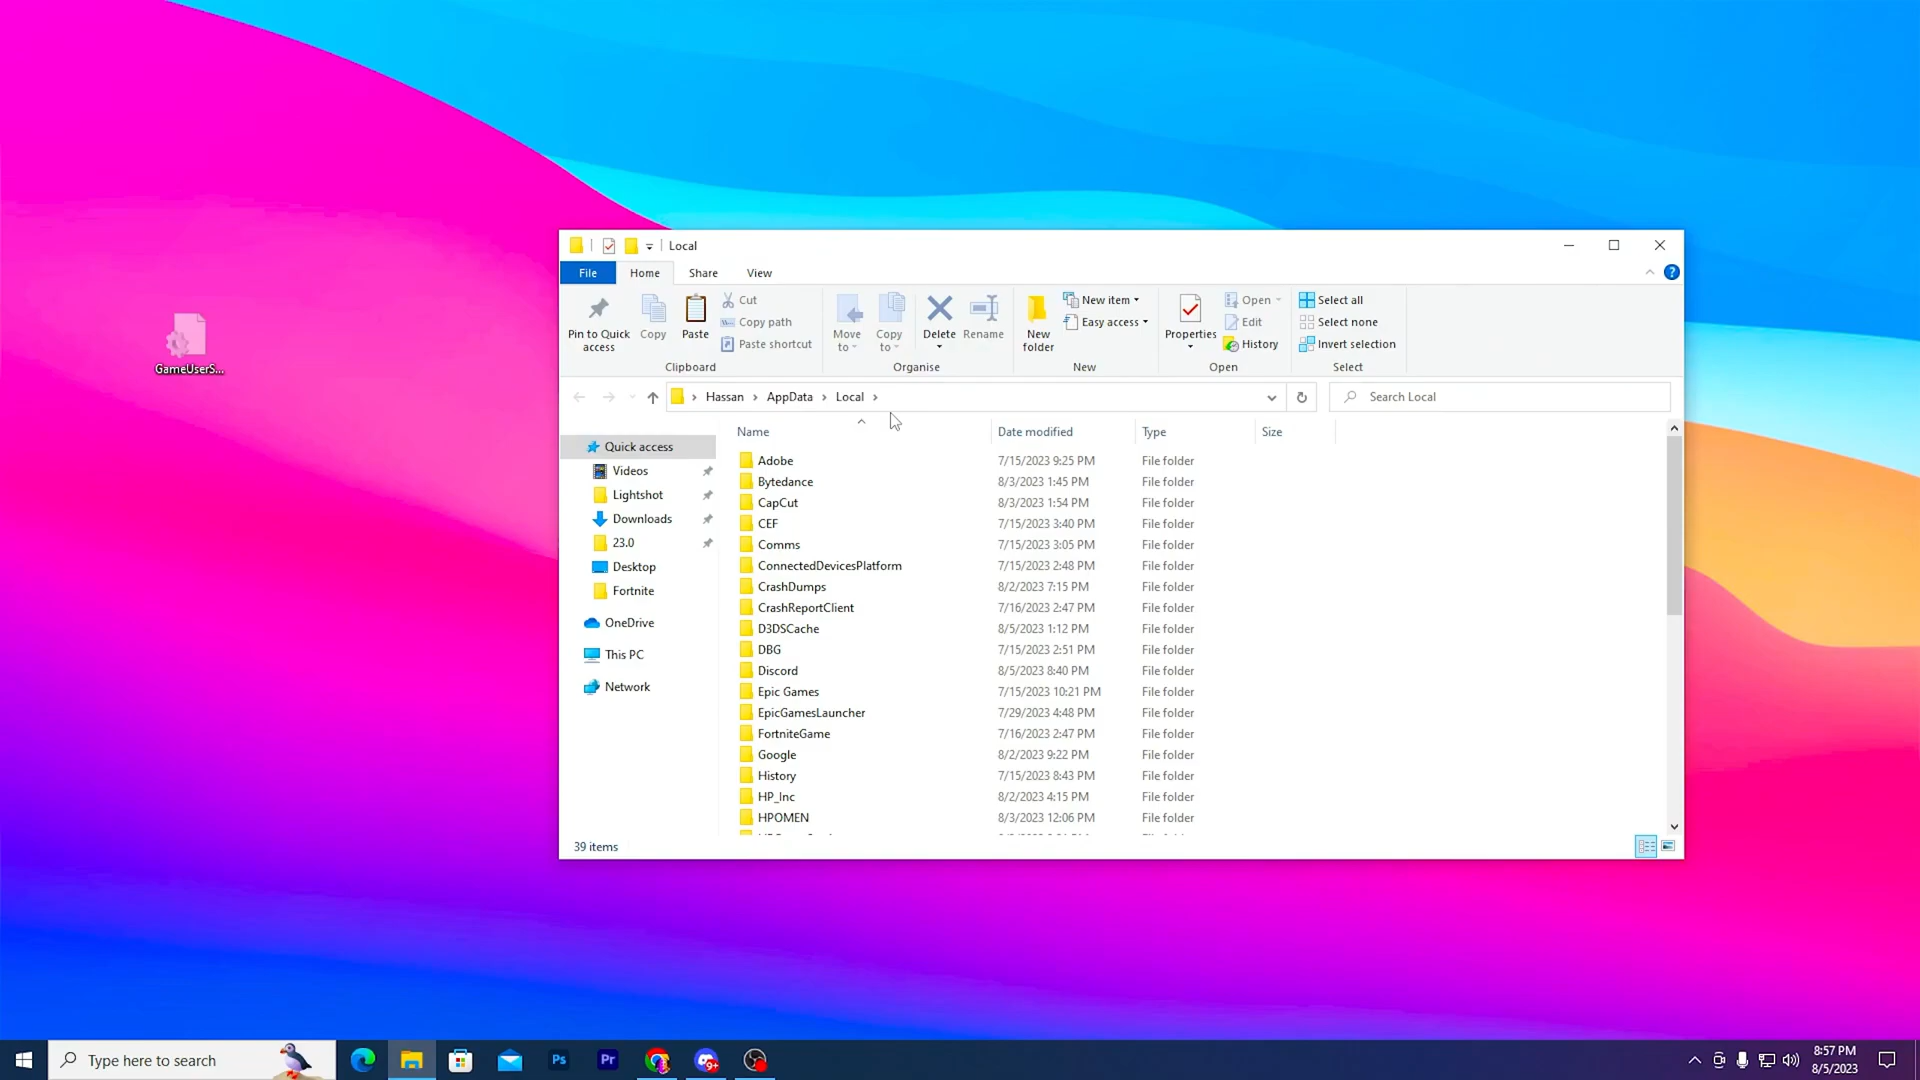 Local
File
Home
Share
View
Pin to Quick access
Copy
Paste
Cut
Copy path
Paste shortcut
Clipboard
Move to
Copy to
Delete
Rename
Organise
New folder
New item
Easy access
New
Properties
Open
Edit
History
Open
Select all
Select none
Invert selection
Select
Hassan > AppData > Local >
Search Local
Quick access
Videos
Lightshot
Downloads
23.0
Desktop
Fortnite
OneDrive
This PC
Network
Name Date modified Type Size
Adobe 7/15/2023 9:25 PM File folder
Bytedance 8/3/2023 1:45 PM File folder
CapCut 8/3/2023 1:54 PM File folder
CEF 7/15/2023 3:40 PM File folder
Comms 7/15/2023 3:05 PM File folder
ConnectedDevicesPlatform 7/15/2023 2:48 PM File folder
CrashDumps 8/2/2023 7:15 PM File folder
CrashReportClient 7/16/2023 2:47 PM File folder
D3DSCache 8/5/2023 1:12 PM File folder
DBG 7/15/2023 2:51 PM File folder
Discord 8/5/2023 8:40 PM File folder
Epic Games 7/15/2023 10:21 PM File folder
EpicGamesLauncher 7/29/2023 4:48 PM File folder
FortniteGame 7/16/2023 2:47 PM File folder
Google 8/2/2023 9:22 PM File folder
History 7/15/2023 8:43 PM File folder
HP_Inc 8/2/2023 4:15 PM File folder
HPOMEN 8/3/2023 12:06 PM File folder
39 items
GameUserS...
Type here to search
Ps
Pr
9+
8:57 PM
8/5/2023